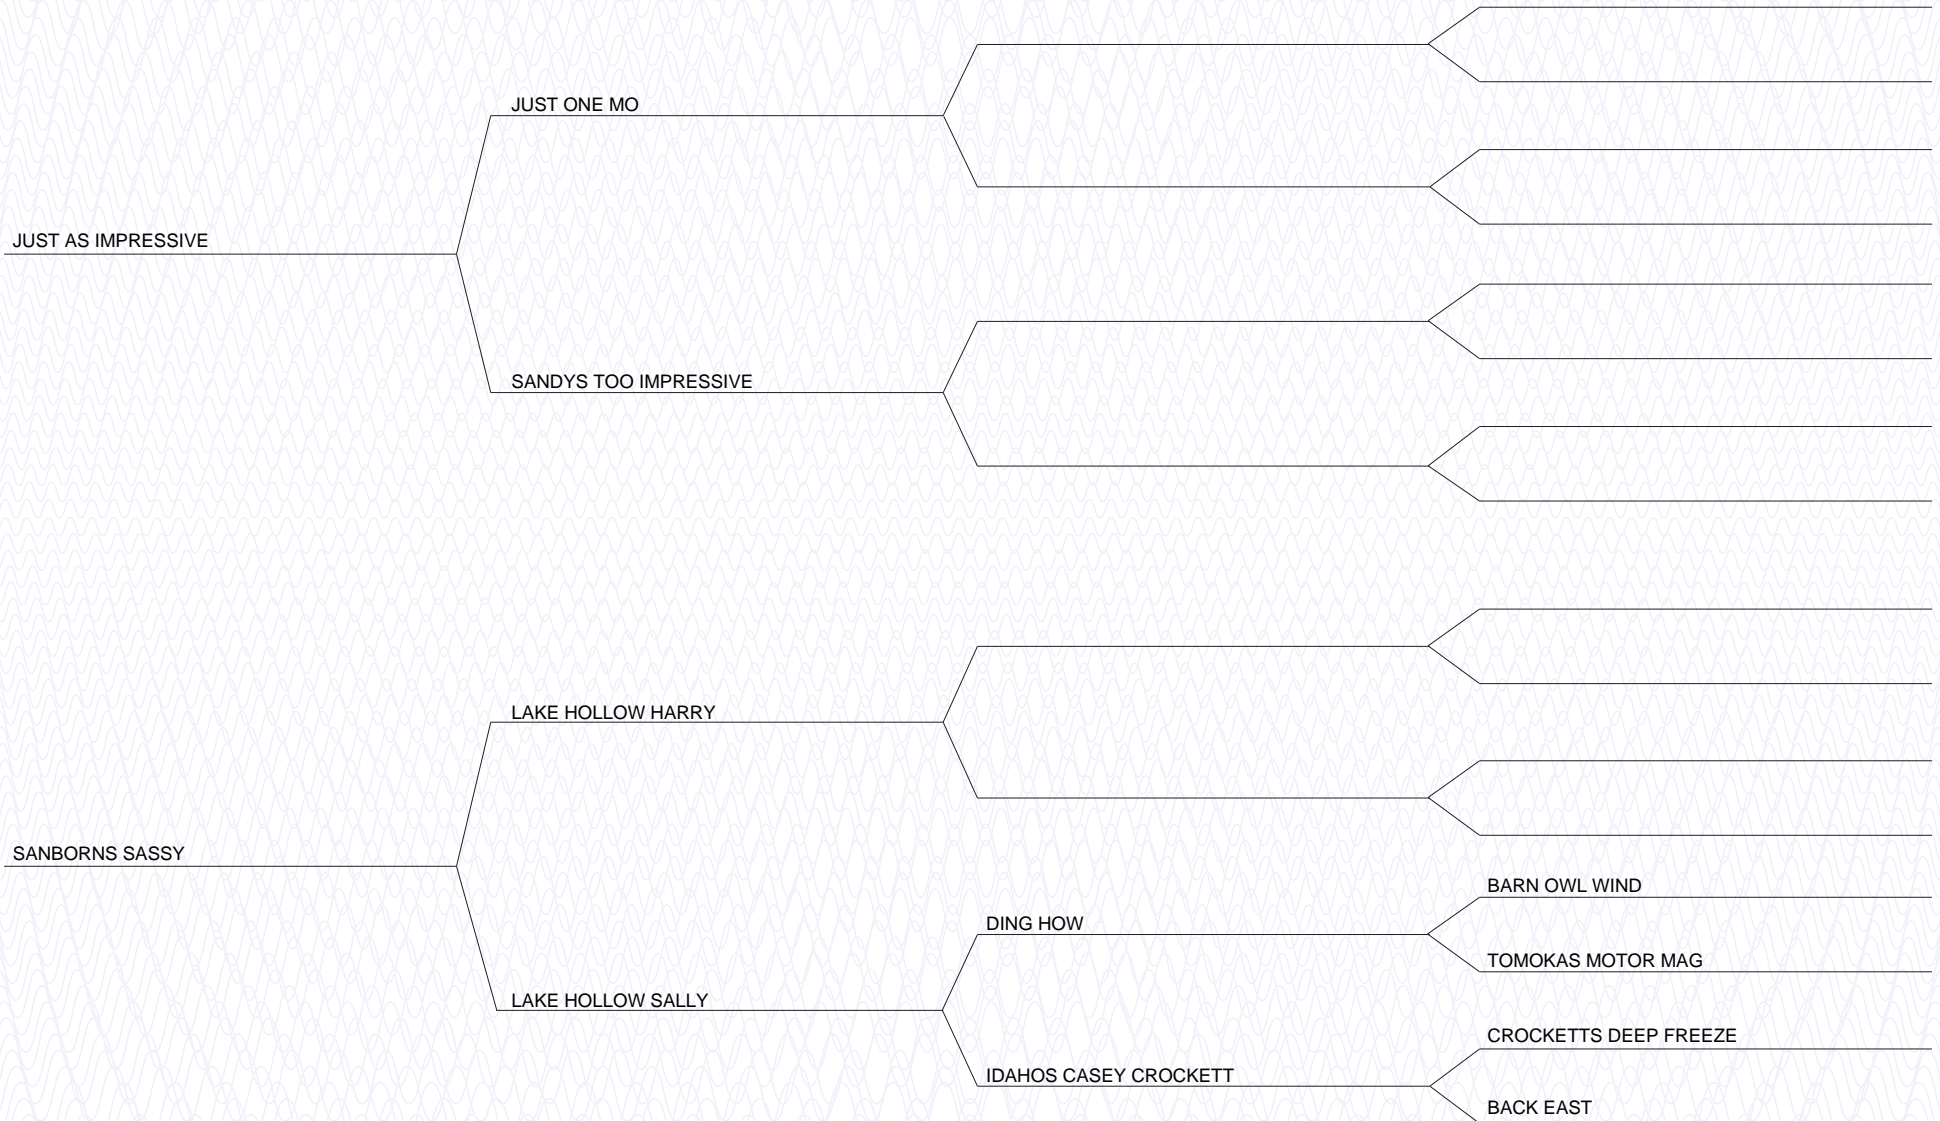 JUST ONE MO
JUST AS IMPRESSIVE
SANDYS TOO IMPRESSIVE
LAKE HOLLOW HARRY
SANBORNS SASSY
BARN OWL WIND
DING HOW
TOMOKAS MOTOR MAG
LAKE HOLLOW SALLY
CROCKETTS DEEP FREEZE
IDAHOS CASEY CROCKETT
BACK EAST